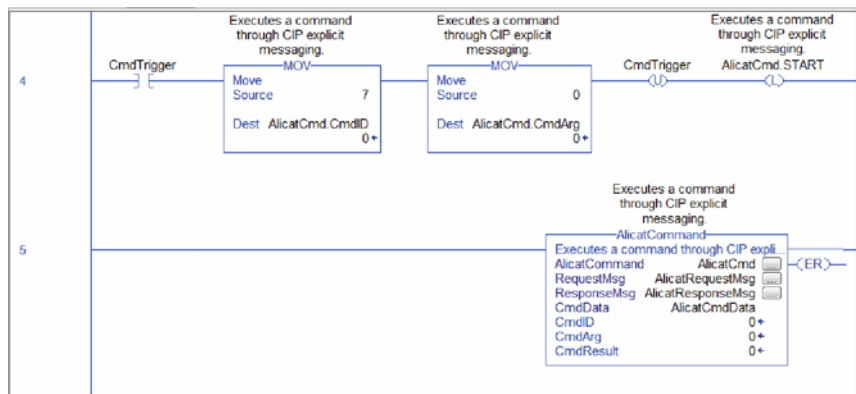 Executes a command
through CIP explicit
messaging.
Executes a command
through CIP explicit
messaging.
Executes a command
through CIP explicit
messaging.
4
CmdTrigger
MOV
Move
Source 7
Dest AlicatCmd.CmdID
0
MOV
Move
Source 0
Dest AlicatCmd.CmdArg
0
CmdTrigger
U
AlicatCmd.START
L
Executes a command
through CIP explicit
messaging.
5
AlicatCommand
Executes a command through CIP expli...
AlicatCommand AlicatCmd ...
RequestMsg AlicatRequestMsg ...
ResponseMsg AlicatResponseMsg ...
CmdData AlicatCmdData
CmdID 0
CmdArg 0
CmdResult 0
ER